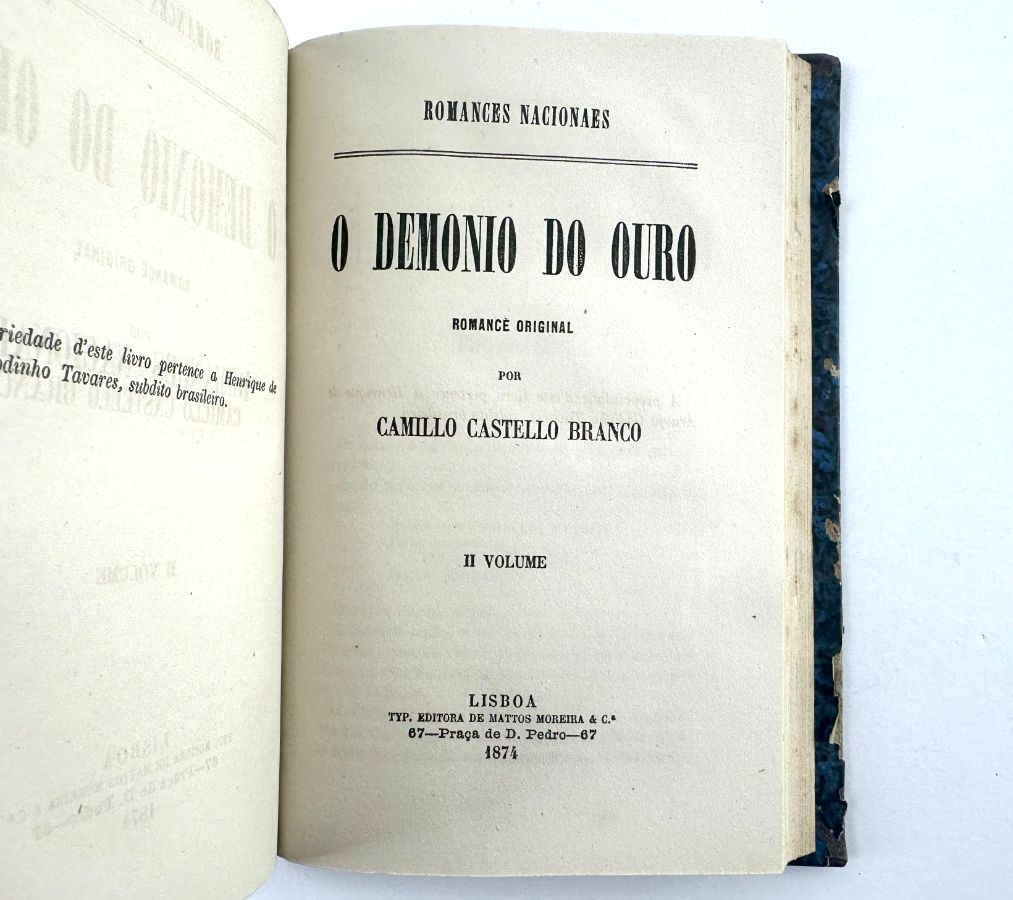 riedade d'este livro pertence a Henrique de
odinho Tavares, subdito brasileiro.
ROMANCES NACIONAES
O DEMONIO DO OURO
ROMANCE ORIGINAL
POR
CAMILLO CASTELLO BRANCO
II VOLUME
LISBOA
TYP. EDITORA DE MATTOS MOREIRA & C.ª
67—Praça de D. Pedro—67
1874